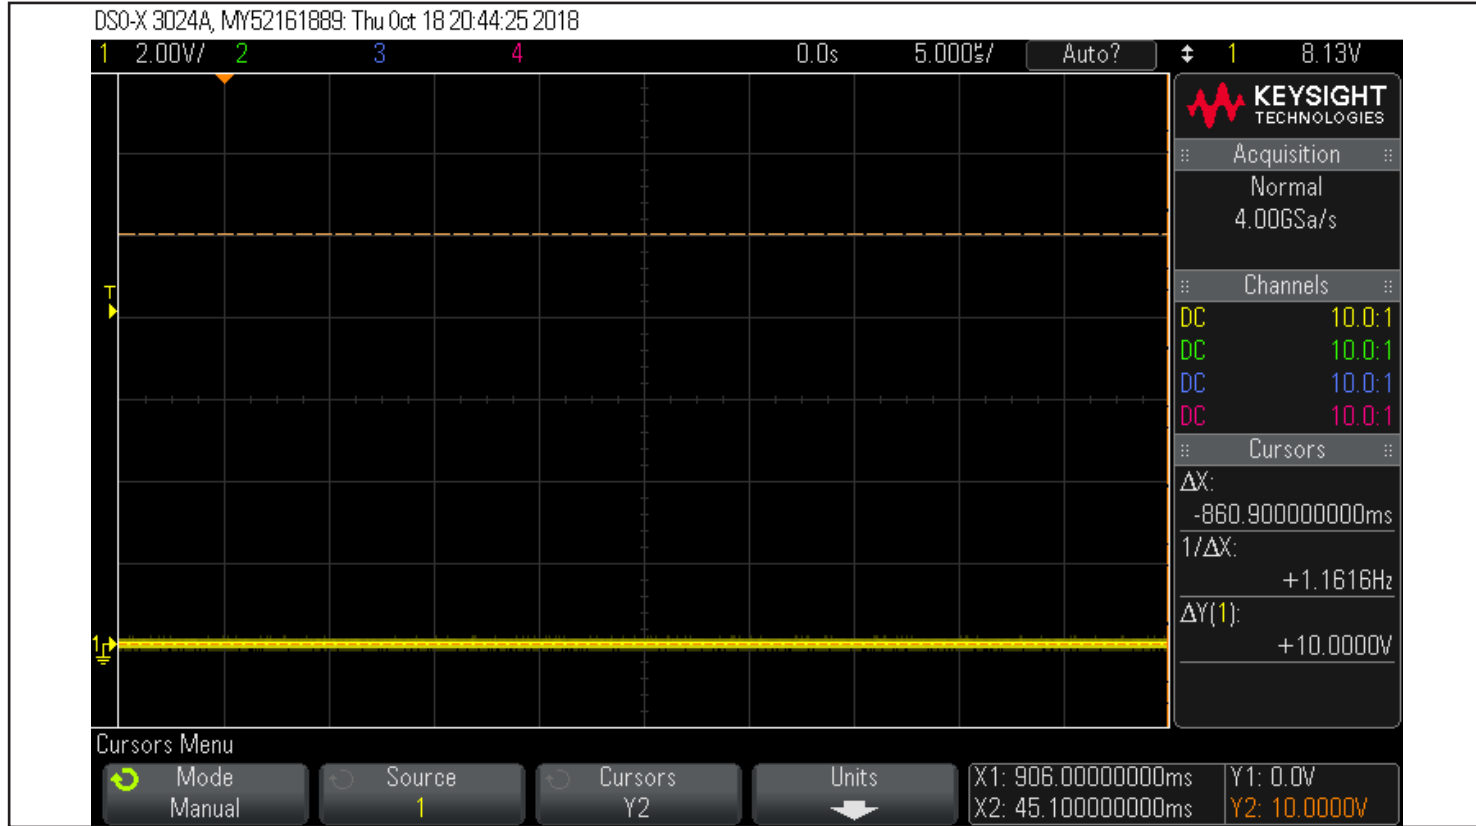 DSO-X 3024A, MY52161889: Thu Oct 18 20:44:25 2018
1 2.00V/ 2 3 4 0.0s 5.000㎲/ Auto? 1 8.13V
KEYSIGHT
TECHNOLOGIES
Acquisition
Normal
4.00GSa/s
T
Channels
DC 10.0:1
DC 10.0:1
DC 10.0:1
DC 10.0:1
Cursors
ΔX:
-860.900000000ms
1/ΔX:
+1.1616Hz
ΔY(1):
1 +10.0000V
Cursors Menu
Mode
Manual
Source
1
Cursors
Y2
Units
X1: 906.00000000ms Y1: 0.0V
X2: 45.100000000ms Y2: 10.0000V